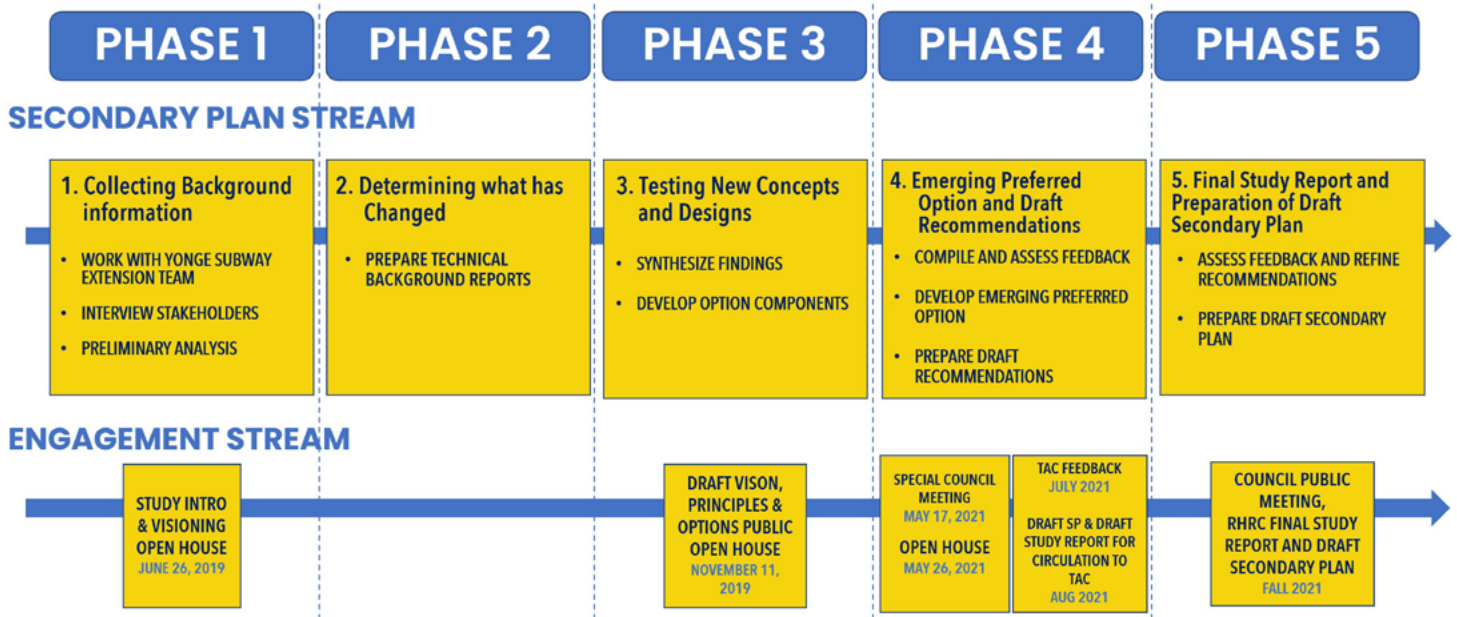 PHASE 1
PHASE 2
PHASE 3
PHASE 4
PHASE 5
SECONDARY PLAN STREAM
1. Collecting Background
information
• WORK WITH YONGE SUBWAY
EXTENSION TEAM
• INTERVIEW STAKEHOLDERS
• PRELIMINARY ANALYSIS
2. Determining what has
Changed
• PREPARE TECHNICAL
BACKGROUND REPORTS
3. Testing New Concepts
and Designs
• SYNTHESIZE FINDINGS
• DEVELOP OPTION COMPONENTS
4. Emerging Preferred
Option and Draft
Recommendations
• COMPILE AND ASSESS FEEDBACK
• DEVELOP EMERGING PREFERRED
OPTION
• PREPARE DRAFT
RECOMMENDATIONS
5. Final Study Report and
Preparation of Draft
Secondary Plan
• ASSESS FEEDBACK AND REFINE
RECOMMENDATIONS
• PREPARE DRAFT SECONDARY
PLAN
ENGAGEMENT STREAM
STUDY INTRO
& VISIONING
OPEN HOUSE
JUNE 26, 2019
DRAFT VISON,
PRINCIPLES &
OPTIONS PUBLIC
OPEN HOUSE
NOVEMBER 11,
2019
SPECIAL COUNCIL
MEETING
MAY 17, 2021
OPEN HOUSE
MAY 26, 2021
TAC FEEDBACK
JULY 2021
DRAFT SP & DRAFT
STUDY REPORT FOR
CIRCULATION TO
TAC
AUG 2021
COUNCIL PUBLIC
MEETING,
RHRC FINAL STUDY
REPORT AND DRAFT
SECONDARY PLAN
FALL 2021